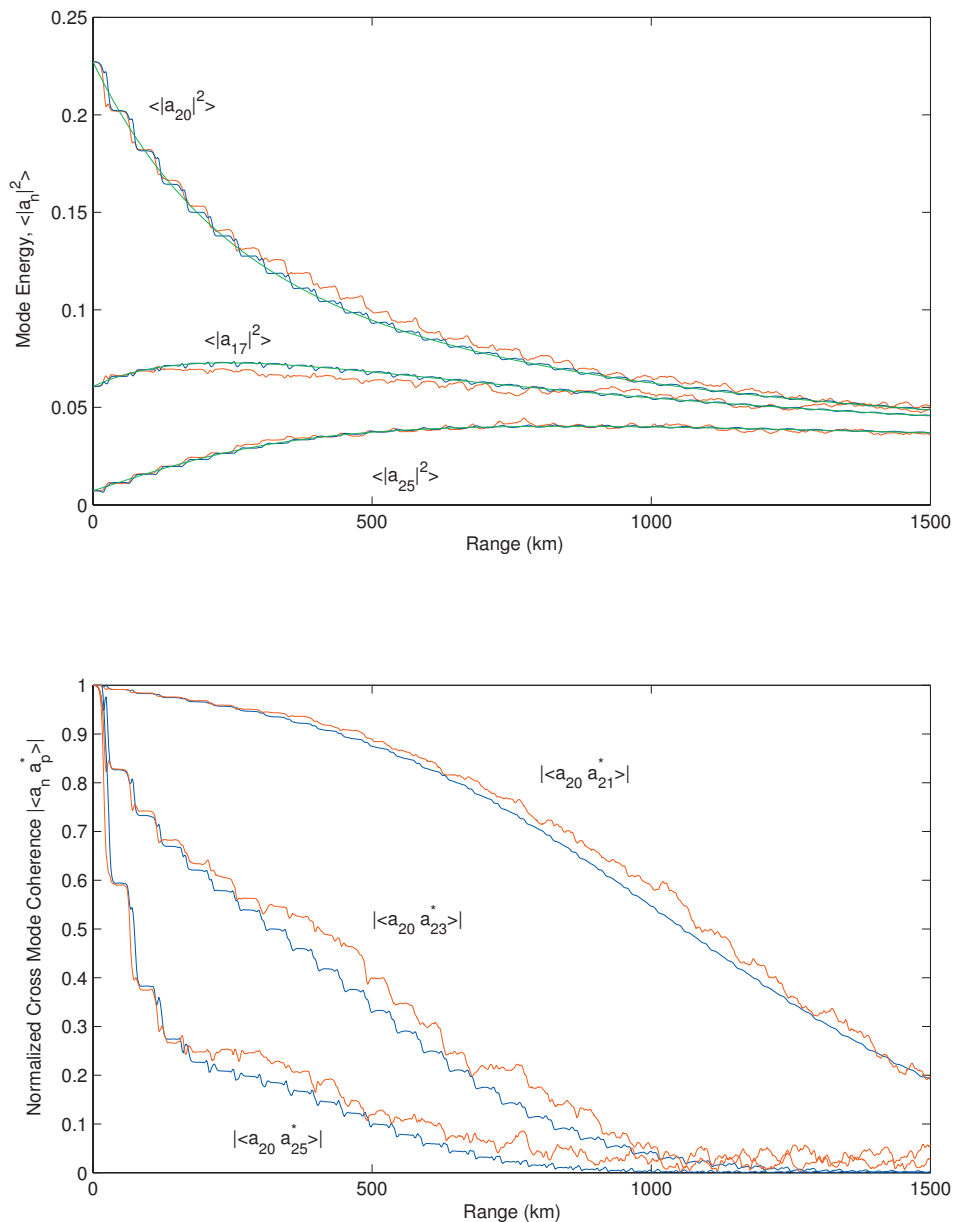 0.25
0.2
0.15
0.1
0.05
0
Mode Energy, <|a_n|^2>
<|a_20|^2>
<|a_17|^2>
<|a_25|^2>
0 500 1000 1500
Range (km)
1
0.9
0.8
0.7
0.6
0.5
0.4
0.3
0.2
0.1
0
Normalized Cross Mode Coherence |<a_n^* a_p>|
|<a_20 a_21^*>|
|<a_20 a_23^*>|
|<a_20 a_25^*>|
0 500 1000 1500
Range (km)